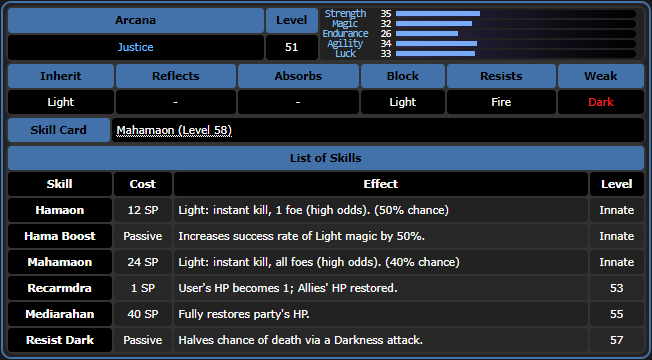 Arcana Level
Justice 51
Strength 35
Magic 32
Endurance 26
Agility 34
Luck 33
Inherit Reflects Absorbs Block Resists Weak
Light - - Light Fire Dark
Skill Card Mahamaon (Level 58)
List of Skills
Skill Cost Effect Level
Hamaon 12 SP Light: instant kill, 1 foe (high odds). (50% chance) Innate
Hama Boost Passive Increases success rate of Light magic by 50%. Innate
Mahamaon 24 SP Light: instant kill, all foes (high odds). (40% chance) Innate
Recarmdra 1 SP User's HP becomes 1; Allies' HP restored. 53
Mediarahan 40 SP Fully restores party's HP. 55
Resist Dark Passive Halves chance of death via a Darkness attack. 57